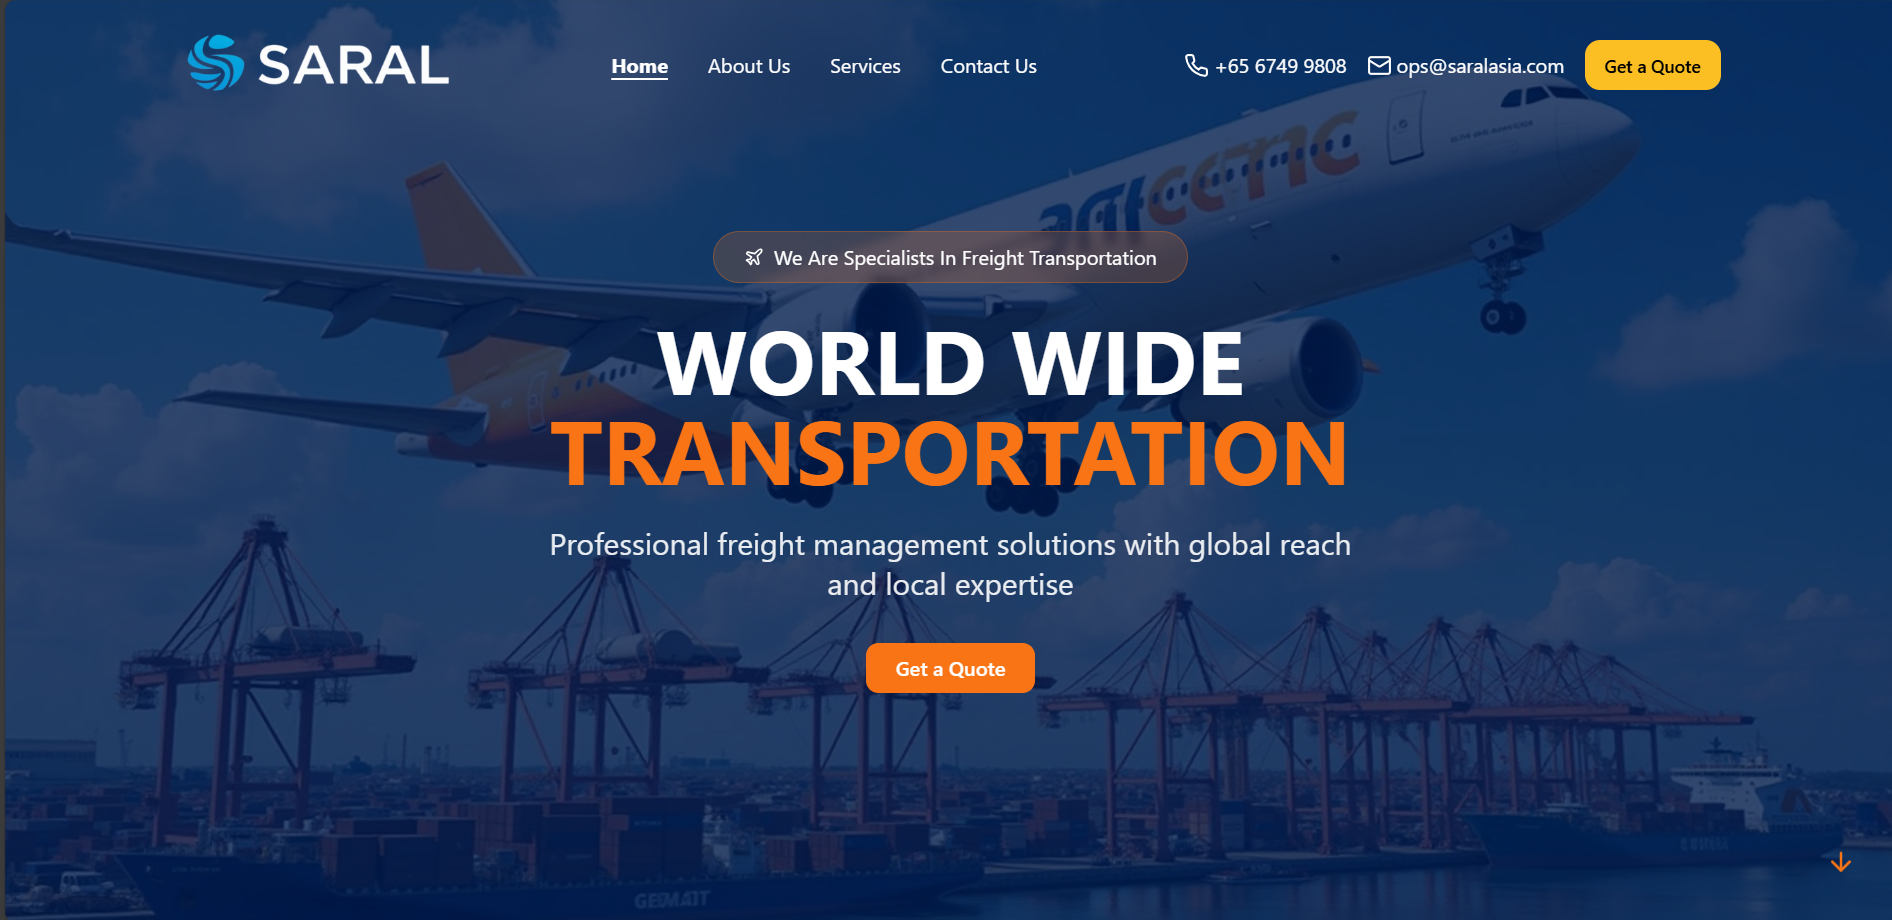 SARAL
Home
About Us
Services
Contact Us
+65 6749 9808
ops@saralasia.com
Get a Quote
We Are Specialists In Freight Transportation
WORLD WIDE
TRANSPORTATION
Professional freight management solutions with global reach
and local expertise
Get a Quote